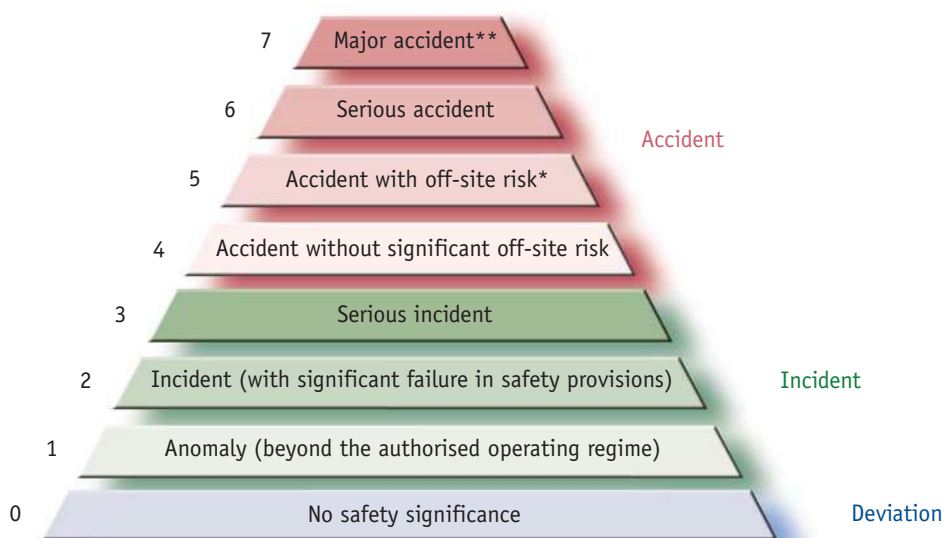 7 Major accident**
6 Serious accident
Accident
5 Accident with off-site risk*
4 Accident without significant off-site risk
3 Serious incident
2 Incident (with significant failure in safety provisions) Incident
1 Anomaly (beyond the authorised operating regime)
0 No safety significance Deviation